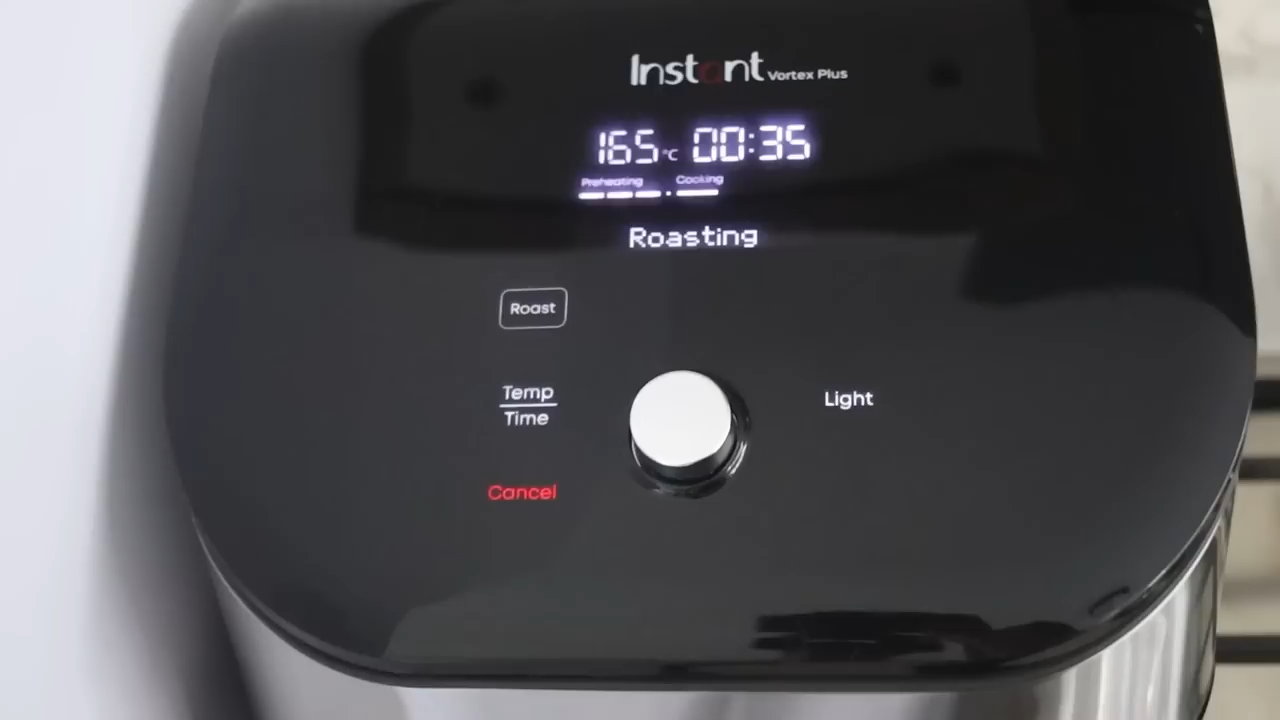 Instant Vortex Plus
165°C 00:35
Preheating Cooking
Roasting
Roast
Temp
Time
Light
Cancel